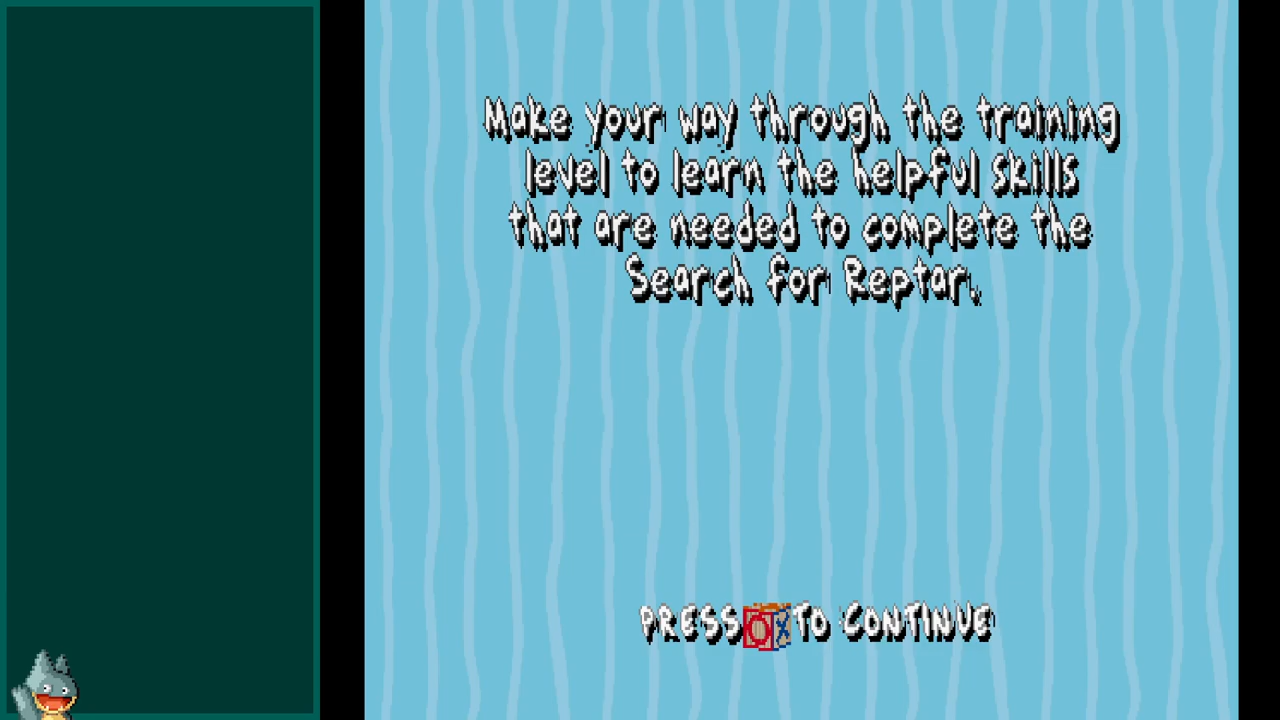 Make your way through the training
level to learn the helpful skills
that are needed to complete the
Search for Reptar.
PRESS O X TO CONTINUE